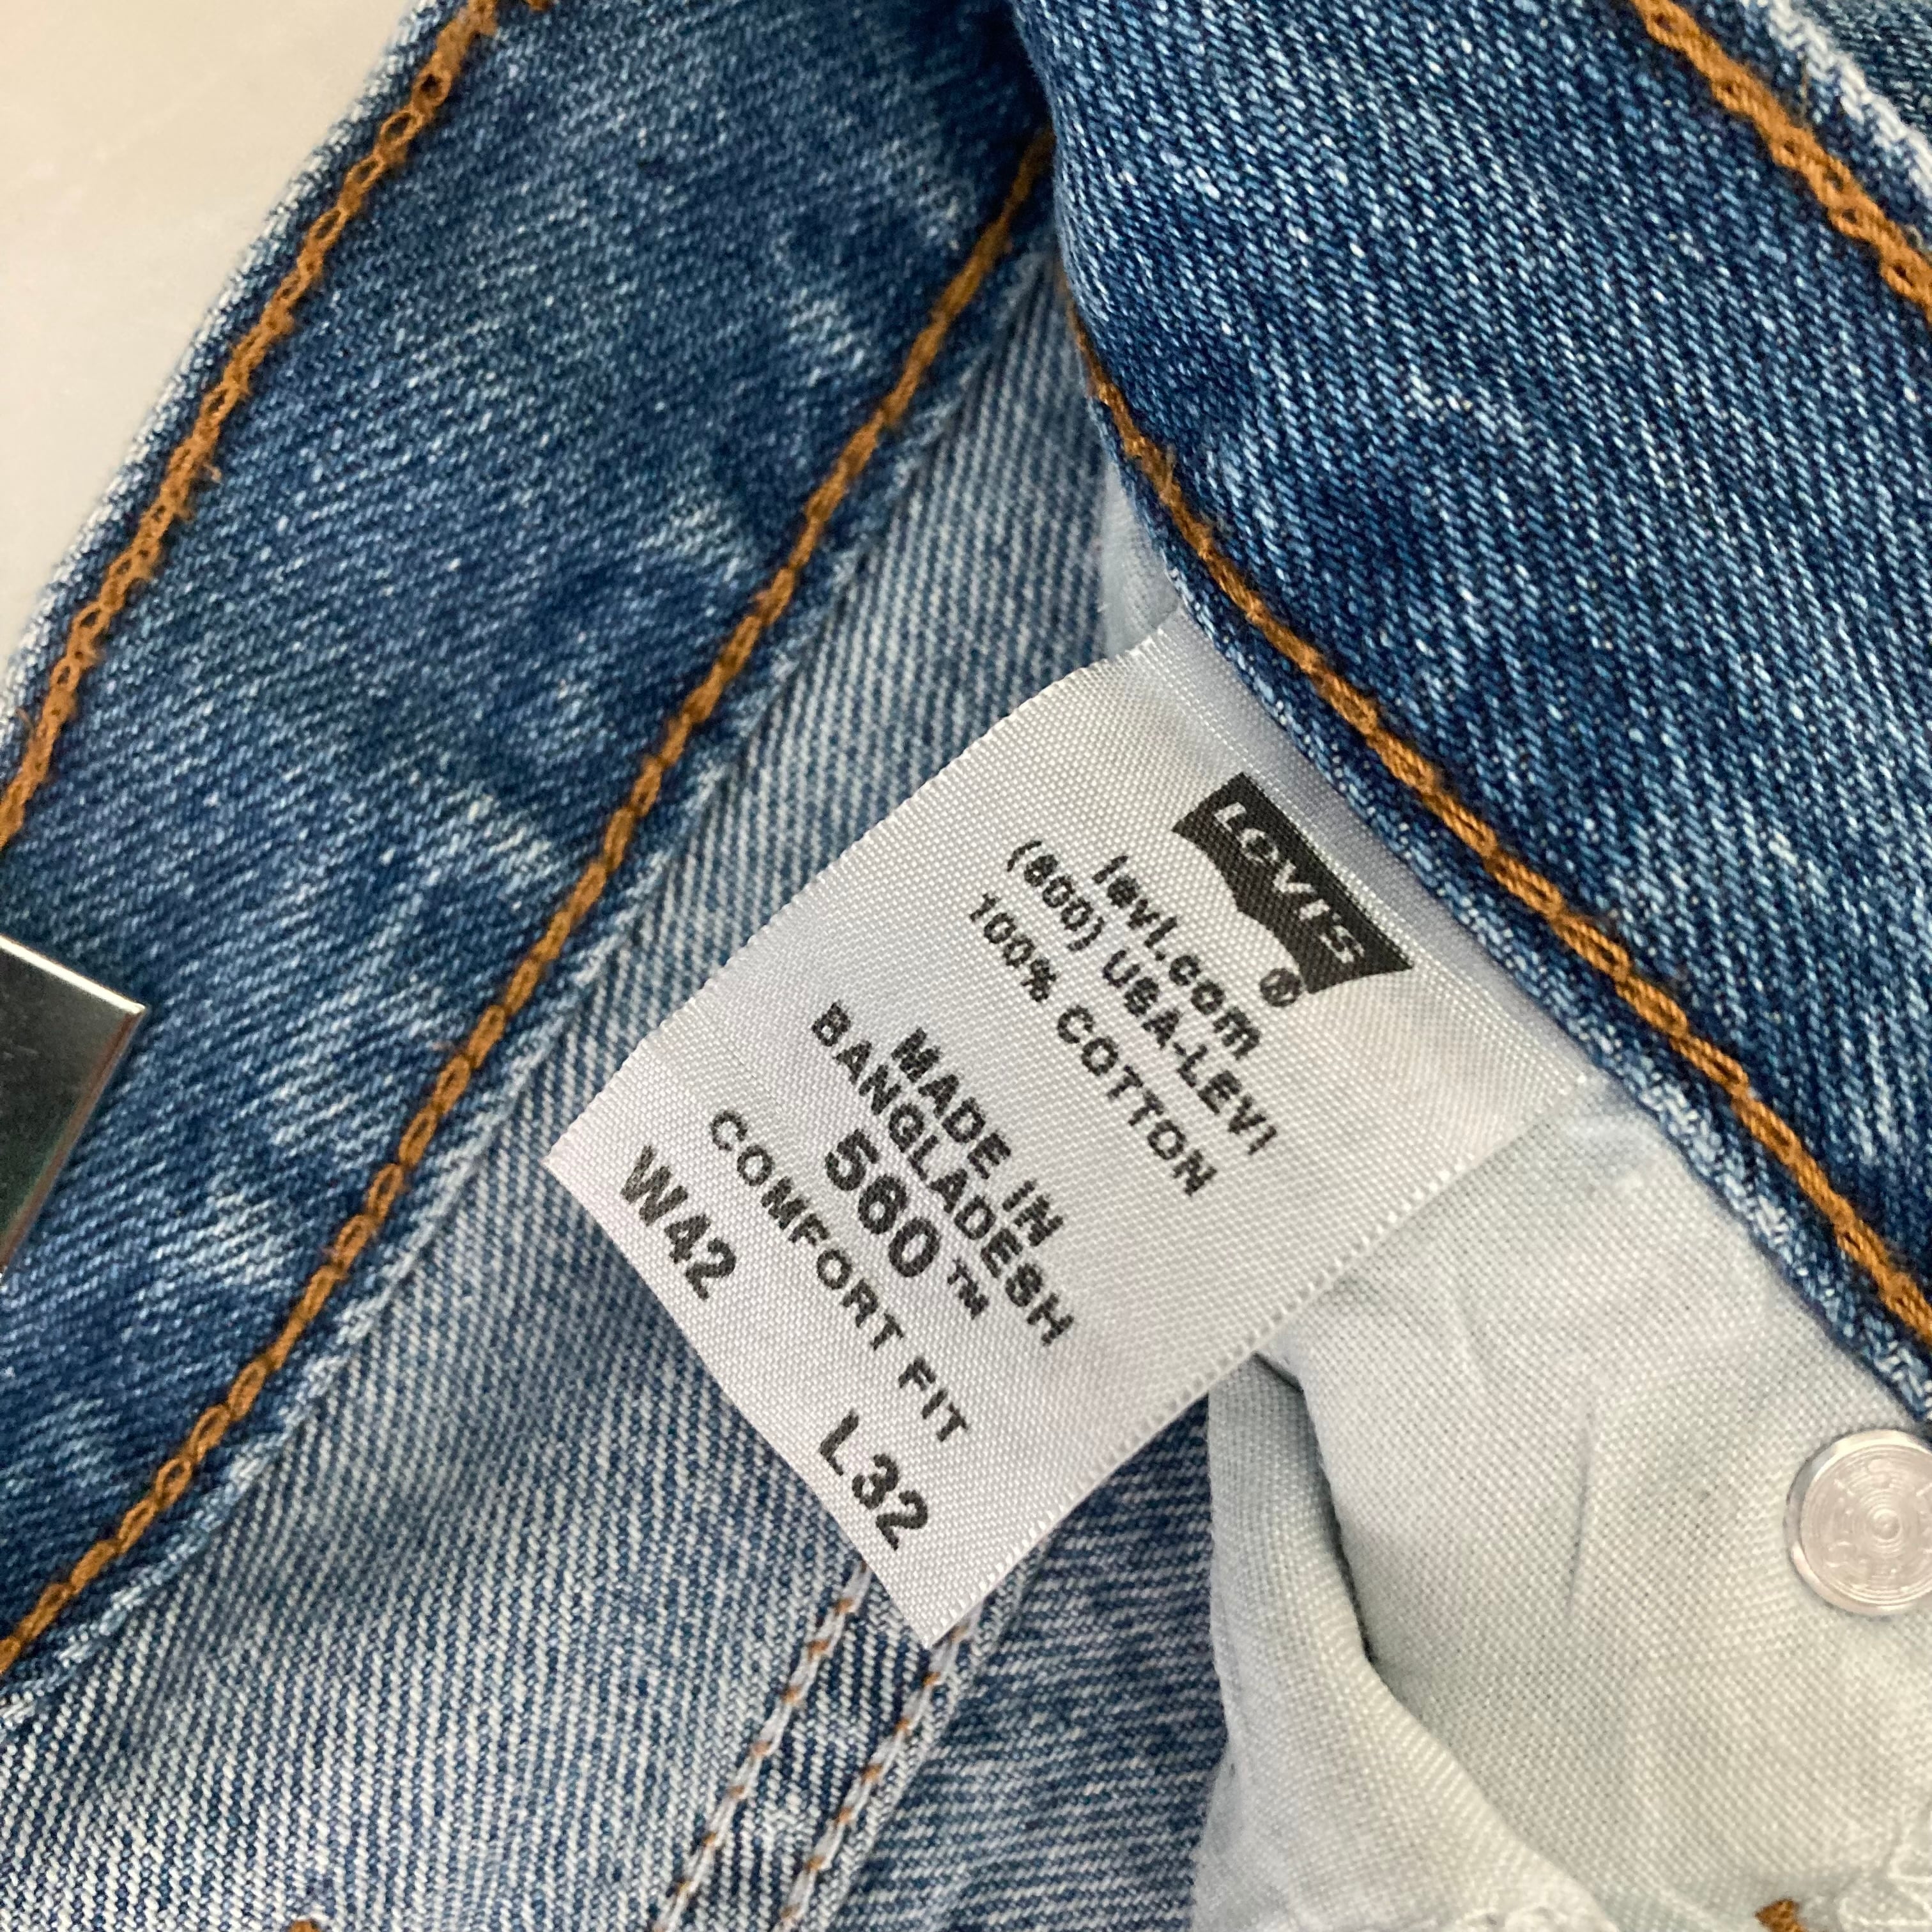 LEVI'S
®
levi.com
(800) USA-LEVI
100% COTTON
MADE IN
BANGLADESH
560™
COMFORT FIT
W42 L32